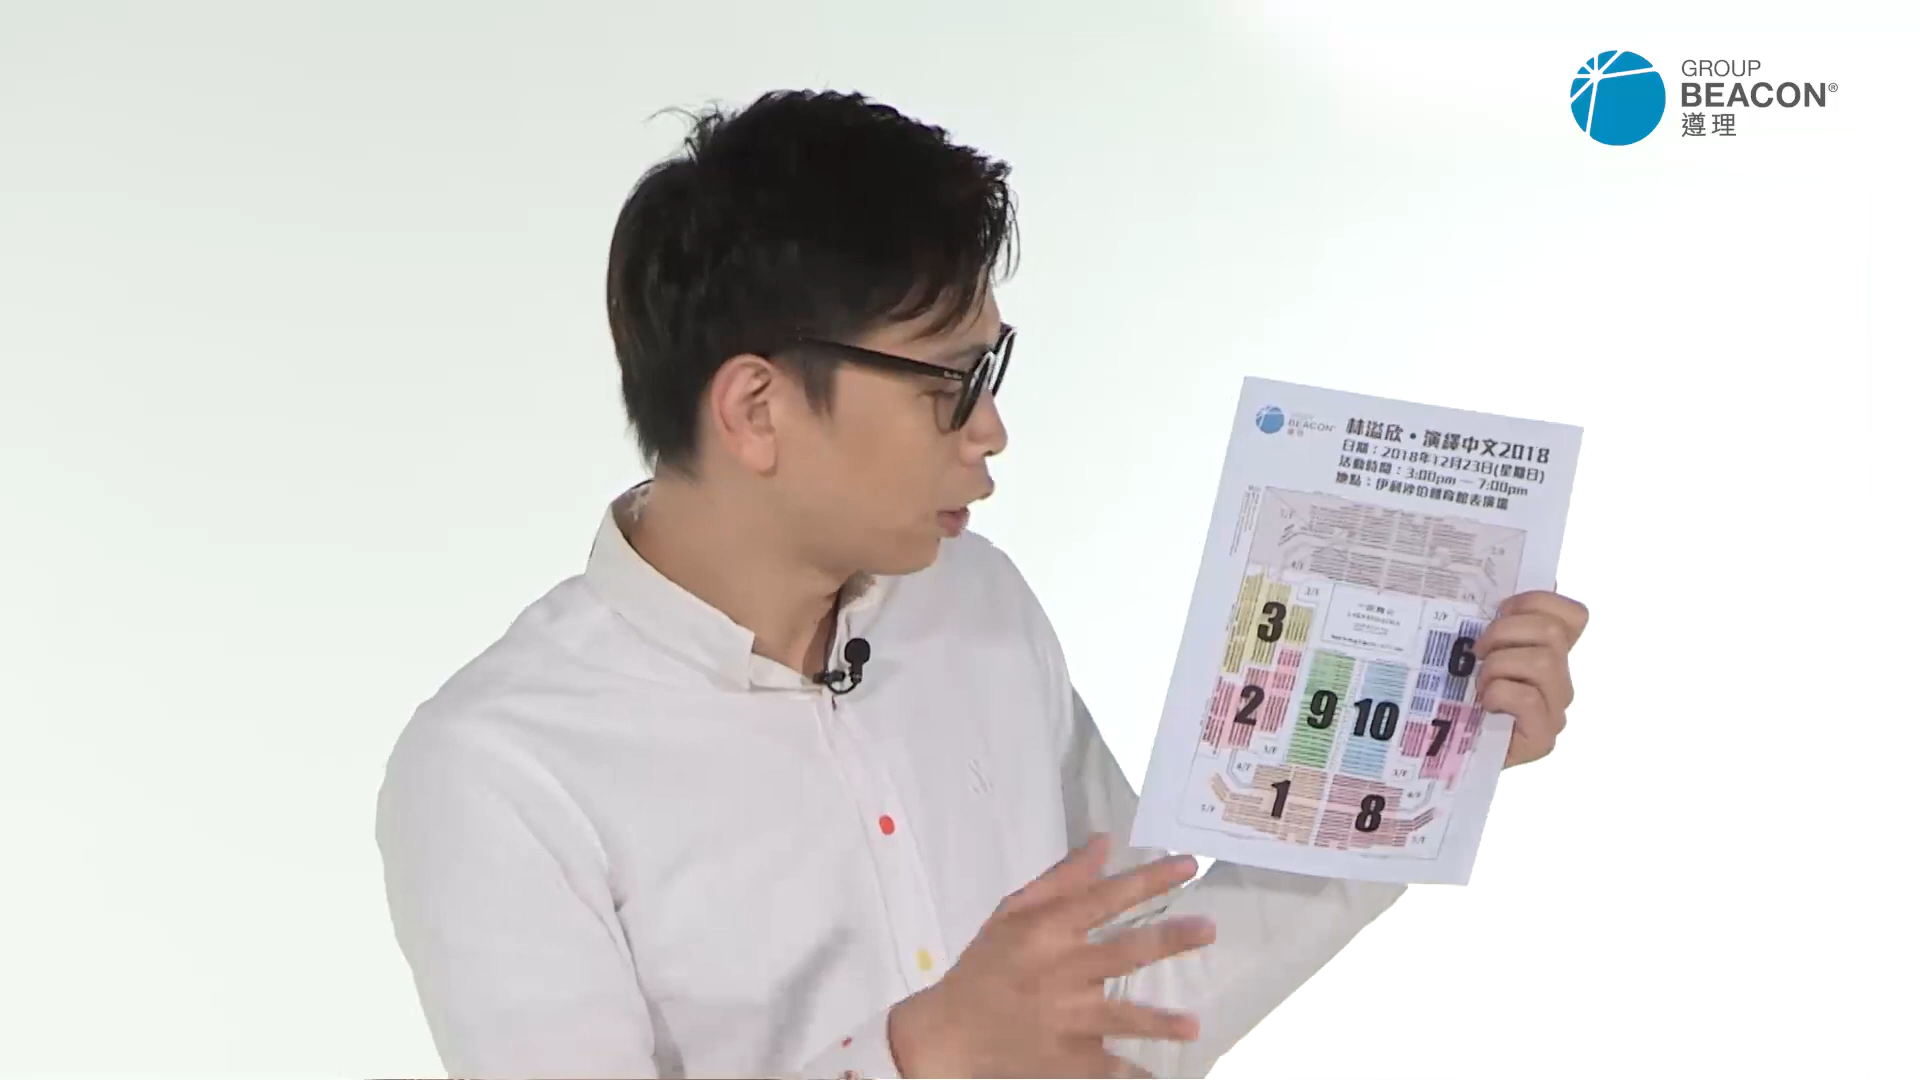 GROUP
BEACON®
遵理
GROUP
BEACON
遵理
林溢欣・演繹中文2018
日期：2018年12月23日(星期日)
活動時間：3:00pm — 7:00pm
地點：伊利沙伯體育館表演場
3
6
2
9
10
7
1
8